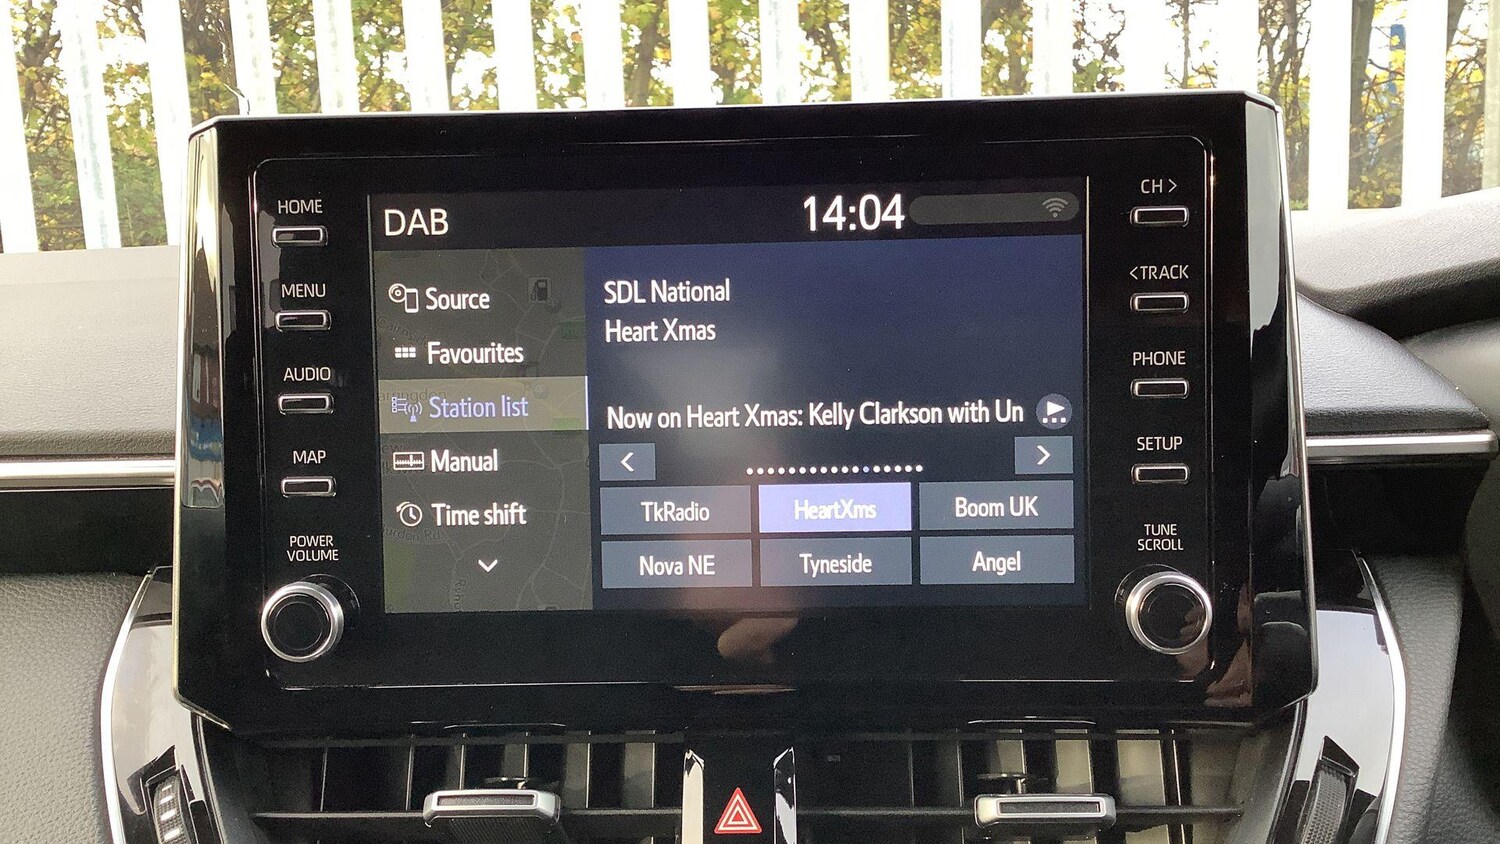 HOME
MENU
AUDIO
MAP
POWER
VOLUME
DAB
14:04
Source
Favourites
Station list
Manual
Time shift
SDL National
Heart Xmas
Now on Heart Xmas: Kelly Clarkson with Un
TkRadio
HeartXms
Boom UK
Nova NE
Tyneside
Angel
CH >
< TRACK
PHONE
SETUP
TUNE
SCROLL